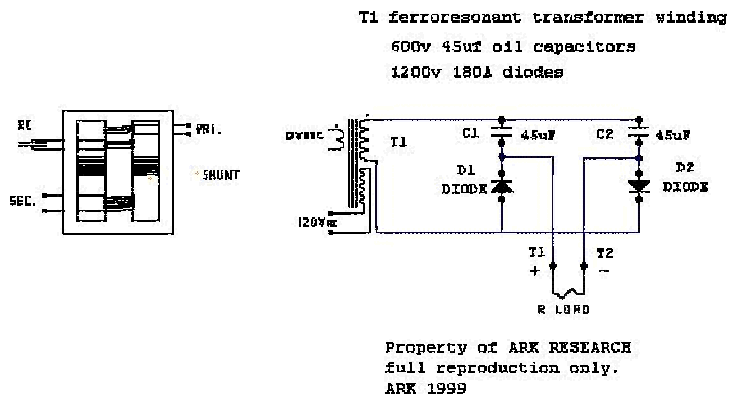 T1 ferroresonant transformer winding
600v 45uf oil capacitors
1200v 180A diodes
PRI.
SHUNT
SEC.
T1
C1
45uF
C2
45uF
D1
DIODE
D2
DIODE
120V
T1
T2
+
-
R LOAD
Property of ARK RESEARCH
full reproduction only.
ARK 1999